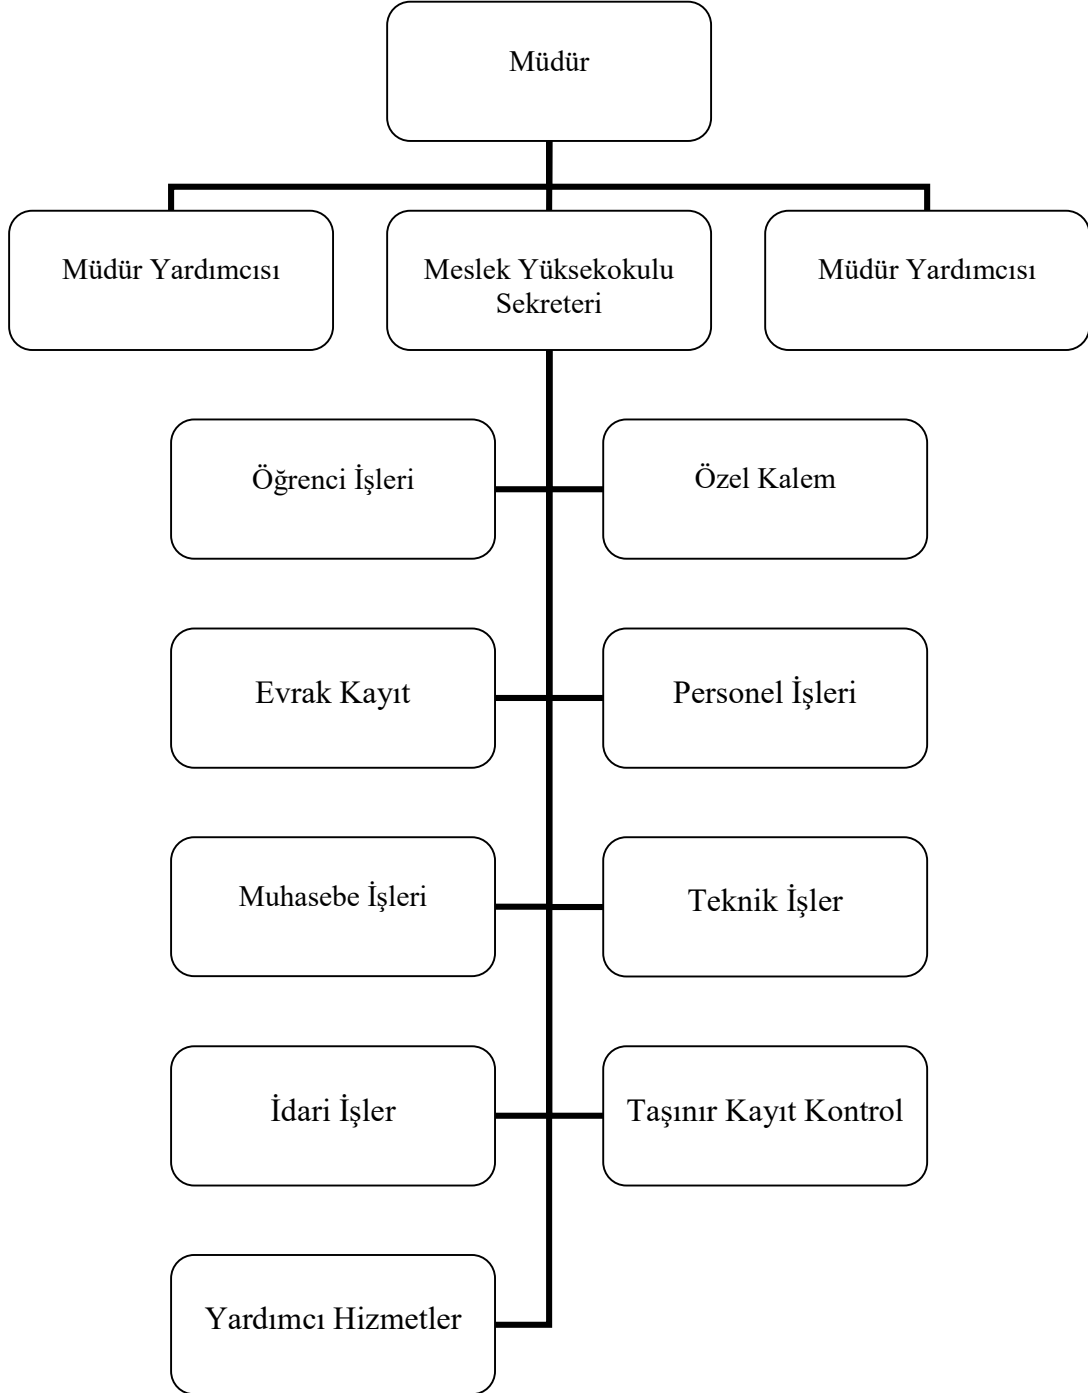 Müdür
Müdür Yardımcısı
Meslek Yüksekokulu
Sekreteri
Müdür Yardımcısı
Öğrenci İşleri
Özel Kalem
Evrak Kayıt
Personel İşleri
Muhasebe İşleri
Teknik İşler
İdari İşler
Taşınır Kayıt Kontrol
Yardımcı Hizmetler